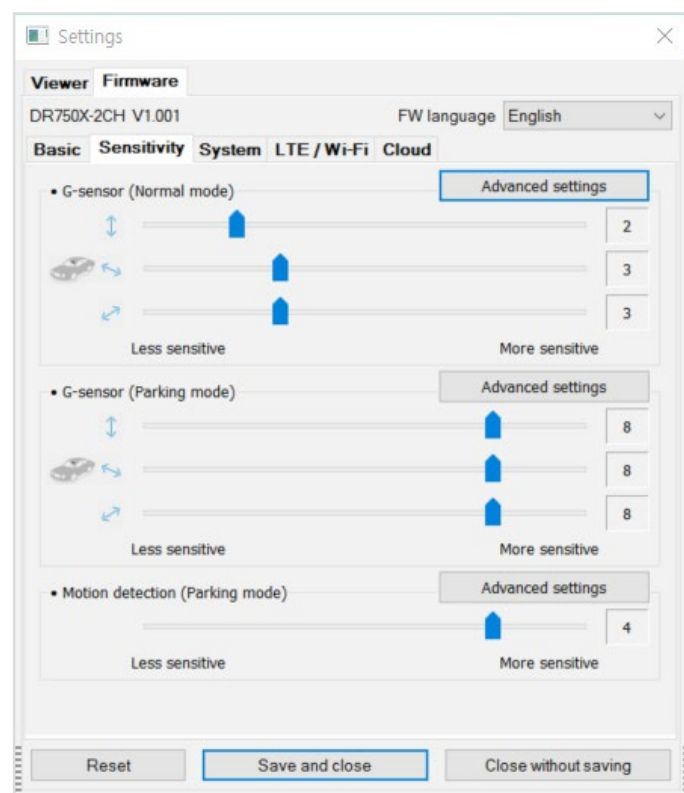 Settings
Viewer Firmware
DR750X-2CH V1.001 FW language English
Basic Sensitivity System LTE / Wi-Fi Cloud
• G-sensor (Normal mode) Advanced settings
2
3
3
Less sensitive More sensitive
• G-sensor (Parking mode) Advanced settings
8
8
8
Less sensitive More sensitive
• Motion detection (Parking mode) Advanced settings
4
Less sensitive More sensitive
Reset Save and close Close without saving